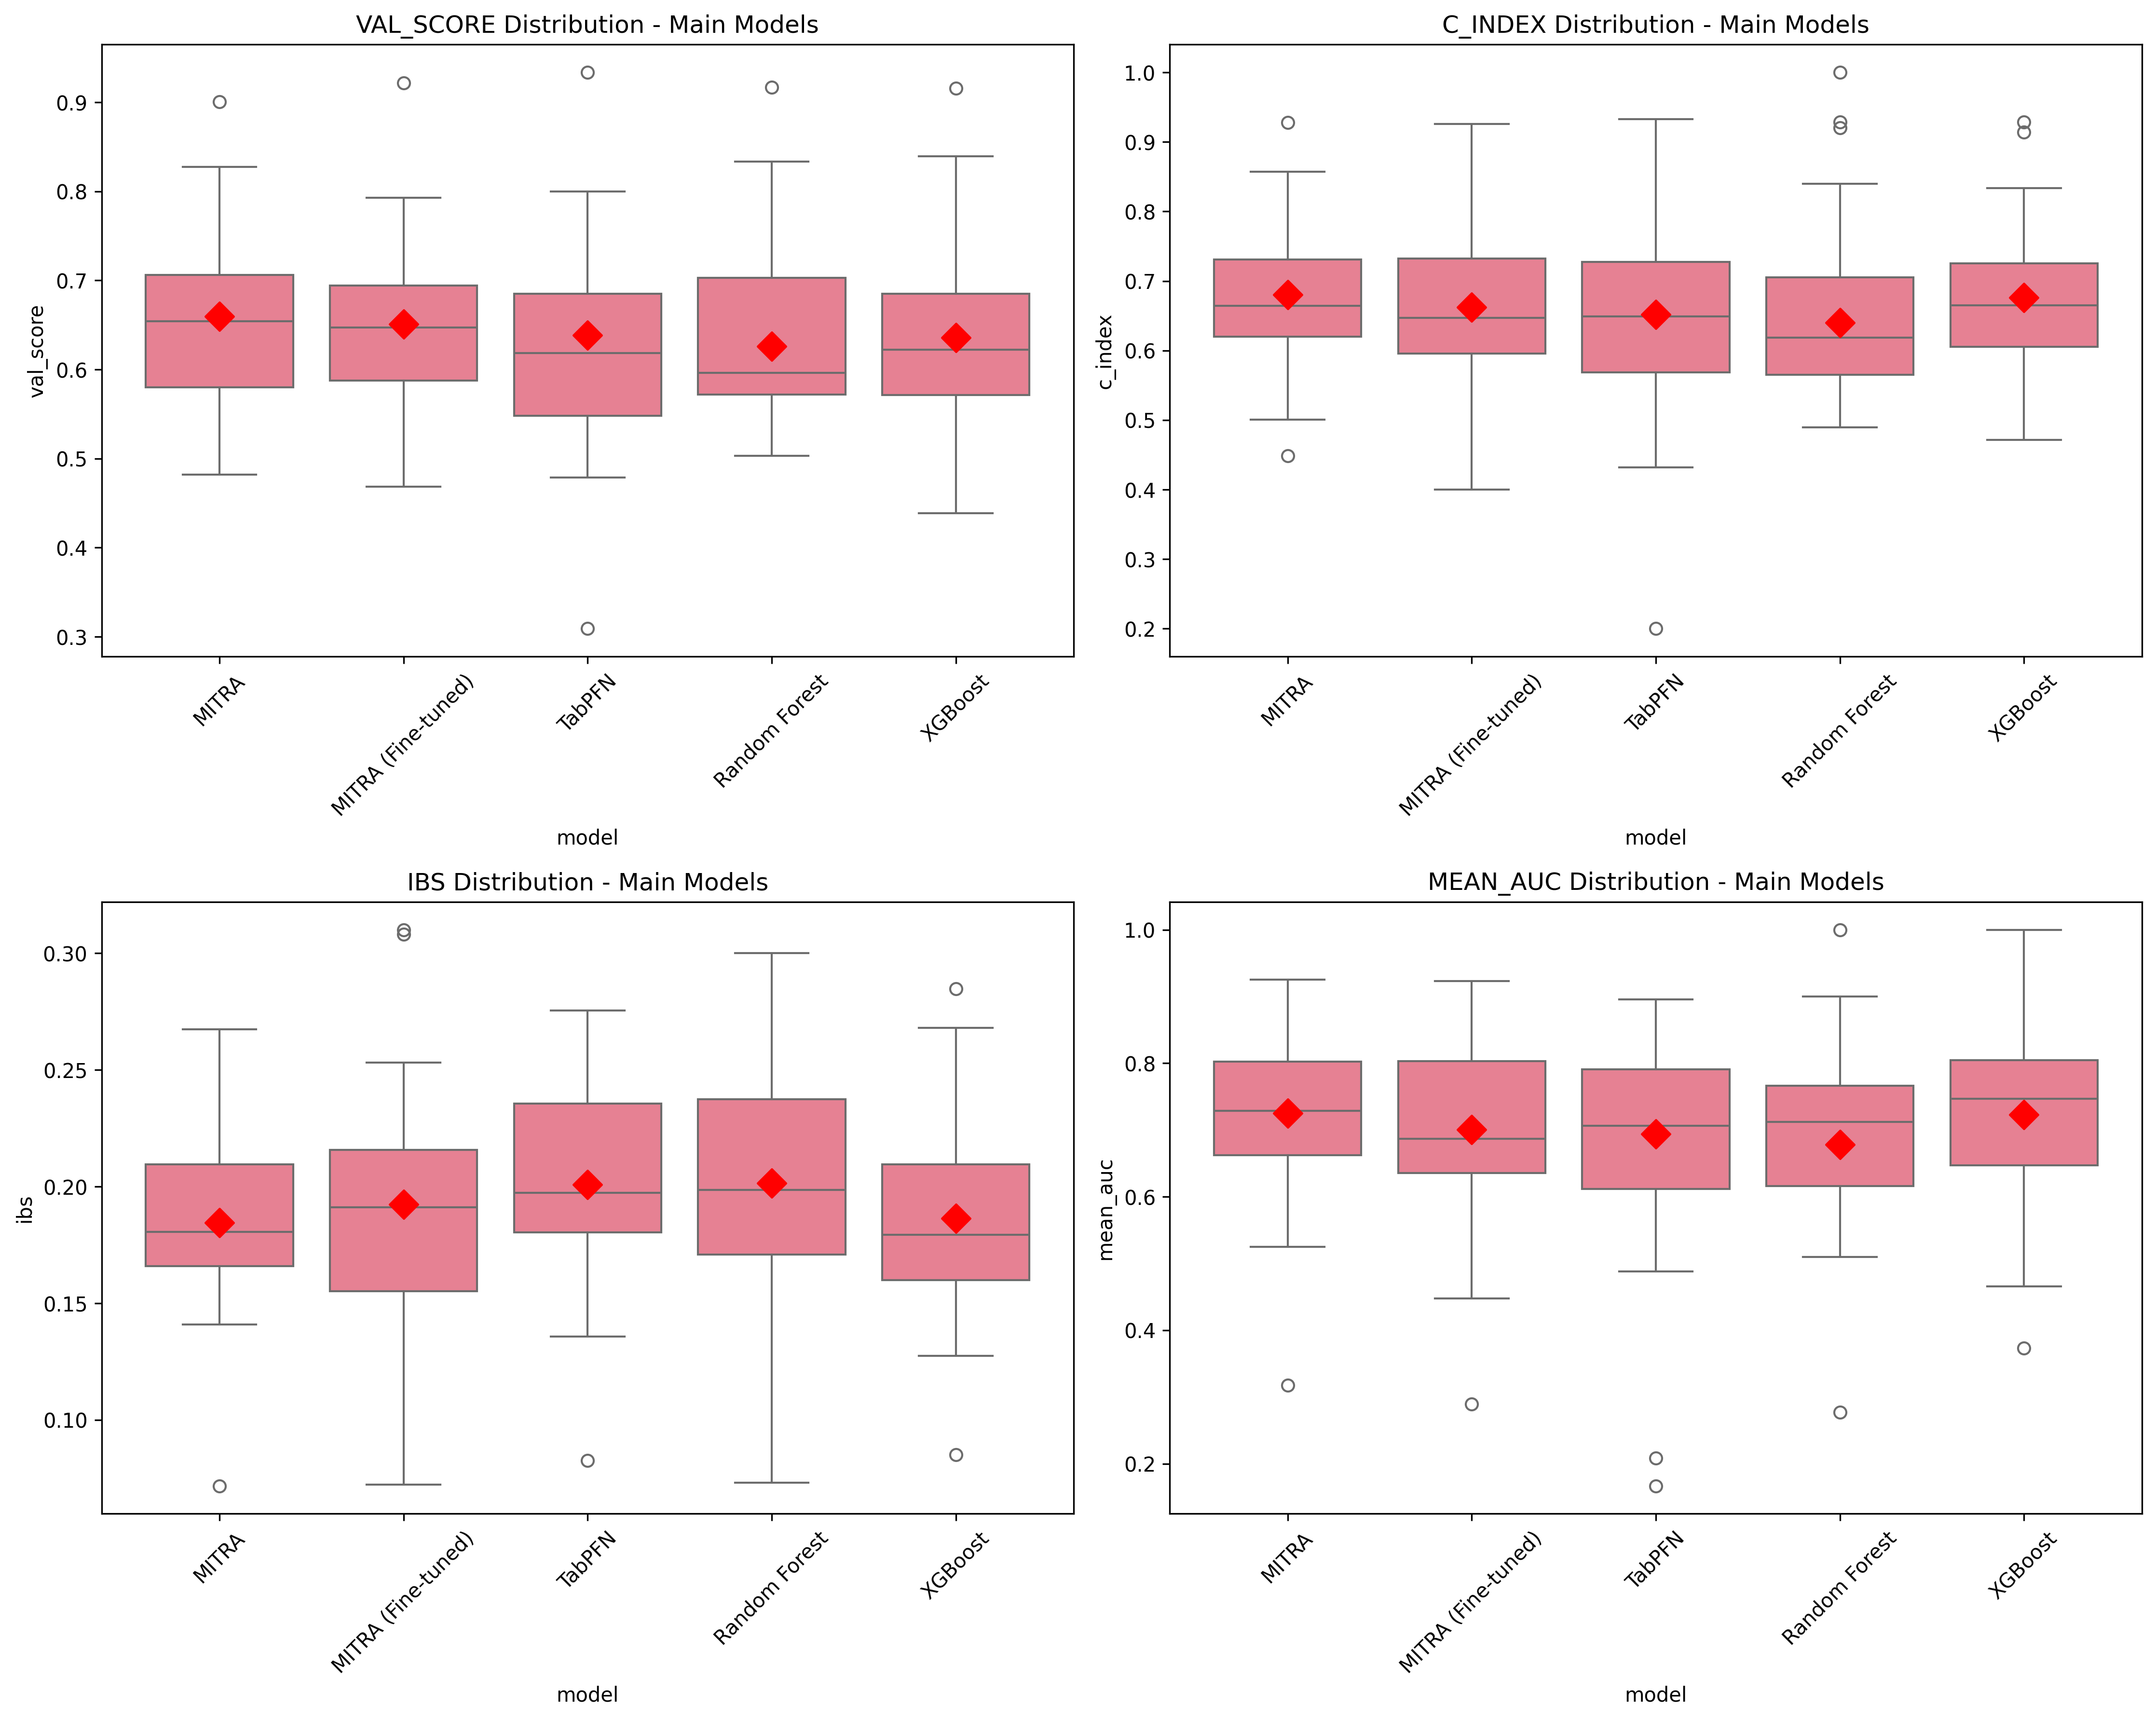 VAL_SCORE Distribution - Main Models
val_score
0.9
0.8
0.7
0.6
0.5
0.4
0.3
MITRA
MITRA (Fine-tuned)
TabPFN
Random Forest
XGBoost
model
C_INDEX Distribution - Main Models
c_index
1.0
0.9
0.8
0.7
0.6
0.5
0.4
0.3
0.2
MITRA
MITRA (Fine-tuned)
TabPFN
Random Forest
XGBoost
model
IBS Distribution - Main Models
ibs
0.30
0.25
0.20
0.15
0.10
MITRA
MITRA (Fine-tuned)
TabPFN
Random Forest
XGBoost
model
MEAN_AUC Distribution - Main Models
mean_auc
1.0
0.8
0.6
0.4
0.2
MITRA
MITRA (Fine-tuned)
TabPFN
Random Forest
XGBoost
model